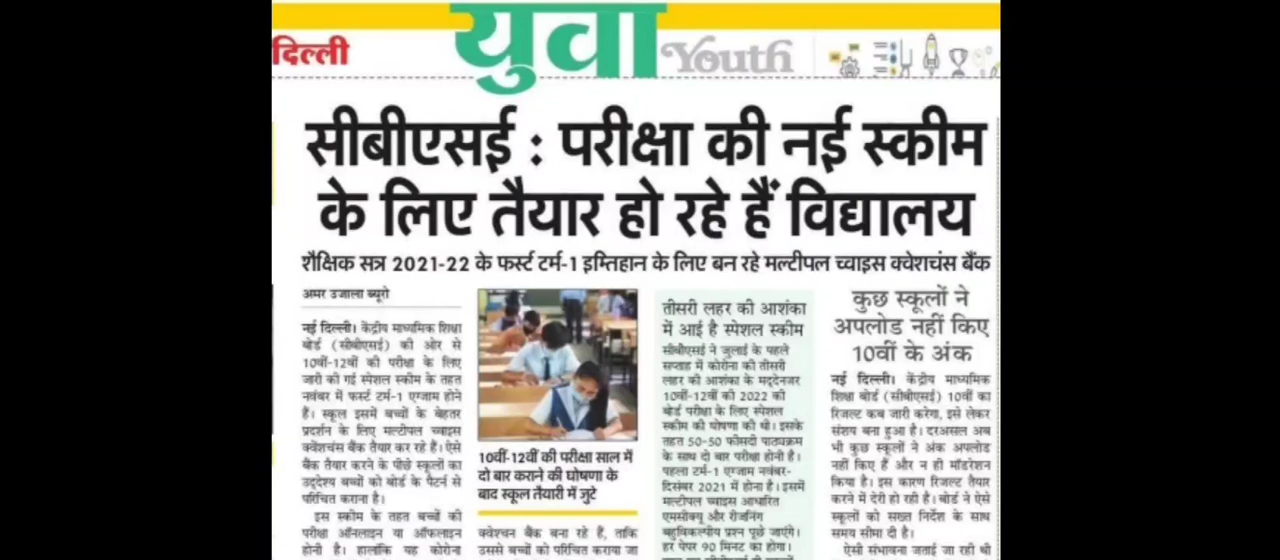 दिल्ली
युवा Youth
सीबीएसई : परीक्षा की नई स्कीम
के लिए तैयार हो रहे हैं विद्यालय
शैक्षिक सत्र 2021-22 के फर्स्ट टर्म-1 इम्तिहान के लिए बन रहे मल्टीपल च्वाइस क्वेशचंस बैंक
अमर उजाला ब्यूरो
नई दिल्ली। केंद्रीय माध्यमिक शिक्षा
बोर्ड (सीबीएसई) की ओर से
10वीं-12वीं की परीक्षा के लिए
जारी की गई स्पेशल स्कीम के तहत
नवंबर में फर्स्ट टर्म-1 एग्जाम होने
हैं। स्कूल इसमें बच्चों के बेहतर
प्रदर्शन के लिए मल्टीपल च्वाइस
क्वेंशचंस बैंक तैयार कर रहे हैं। ऐसे
बैंक तैयार करने के पीछे स्कूलों का
उद्देश्य बच्चों को बोर्ड के पैटर्न से
परिचित कराना है।
इस स्कीम के तहत बच्चों की
परीक्षा ऑनलाइन या ऑफलाइन
होनी है। हालांकि यह कोरोना
10वीं-12वीं की परीक्षा साल में
दो बार कराने की घोषणा के
बाद स्कूल तैयारी में जुटे
क्वेश्चन बैंक बना रहे हैं, ताकि
उससे बच्चों को परिचित कराया जा
तीसरी लहर की आशंका
में आई है स्पेशल स्कीम
सीबीएसई ने जुलाई के पहले
सप्ताह में कोरोना की तीसरी
लहर की आशंका के मद्देनजर
10वीं-12वीं की 2022 की
बोर्ड परीक्षा के लिए स्पेशल
स्कीम की घोषणा की थी। इसके
तहत 50-50 फीसदी पाठ्यक्रम
के साथ दो बार परीक्षा होनी है।
पहला टर्म-1 एग्जाम नवंबर-
दिसंबर 2021 में होना है। इसमें
मल्टीपल च्वाइस आधारित
एमसीक्यू और रीजनिंग
बहुविकल्पीय प्रश्न पूछे जाएंगे।
हर पेपर 90 मिनट का होगा।
कुछ स्कूलों ने
अपलोड नहीं किए
10वीं के अंक
नई दिल्ली। केंद्रीय माध्यमिक
शिक्षा बोर्ड (सीबीएसई) 10वीं का
रिजल्ट कब जारी करेगा, इसे लेकर
संशय बना हुआ है। दरअसल अब
भी कुछ स्कूलों ने अंक अपलोड
नहीं किए हैं और न ही मॉडरेशन
किया है। इस कारण रिजल्ट तैयार
करने में देरी हो रही है। बोर्ड ने ऐसे
स्कूलों को सख्त निर्देश के साथ
समय सीमा दी है।
ऐसी संभावना जताई जा रही थी